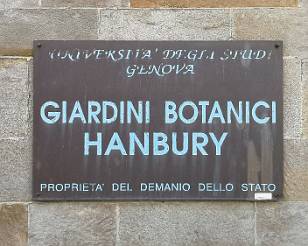 UNIVERSITA' DEGLI STUDI
GENOVA
GIARDINI BOTANICI
HANBURY
PROPRIETA' DEL DEMANIO DELLO STATO